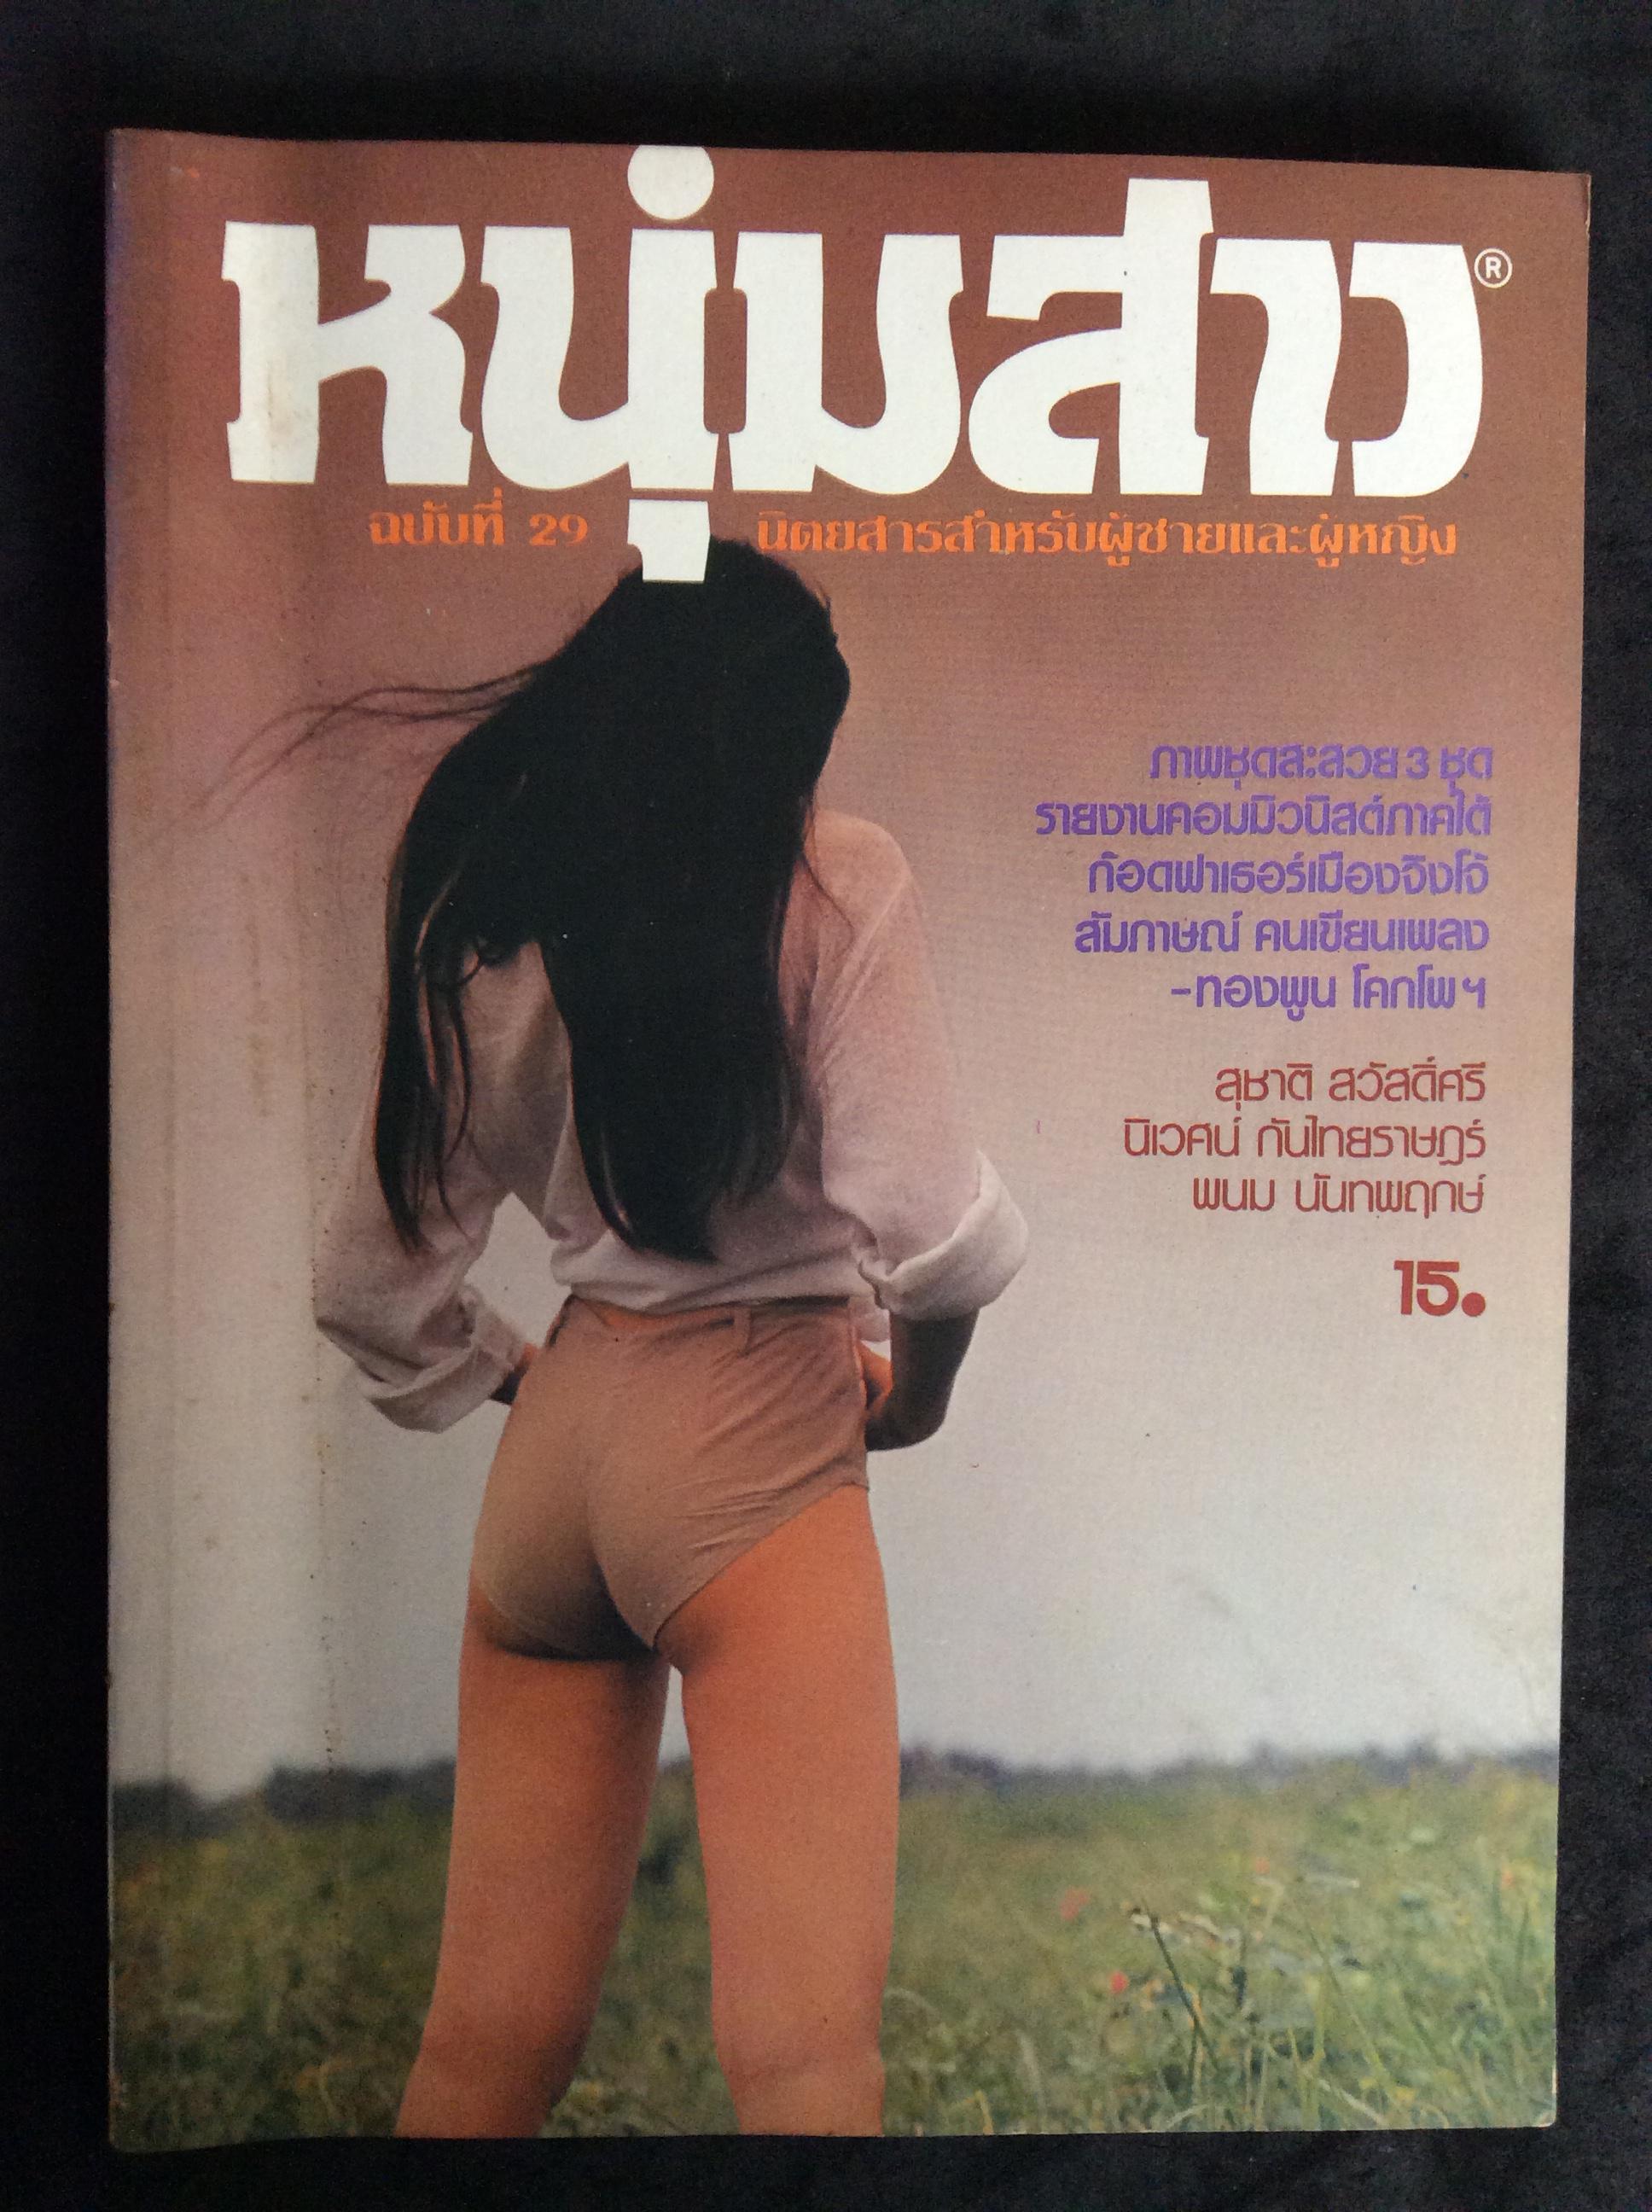 หนุ่มสาว®
ฉบับที่ 29 นิตยสารสำหรับผู้ชายและผู้หญิง
ภาพชุดสะสวย 3 ชุด
รายงานคอมมิวนิสต์ภาคใต้
ก๊อดฟาเธอร์เมืองจิงโจ้
สัมภาษณ์ คนเขียนเพลง
-ทองพูน โคกโพฯ
สุชาติ สวัสดิ์ศรี
นิเวศน์ กันไทยราษฎร์
พนม นันทพฤกษ์
15.